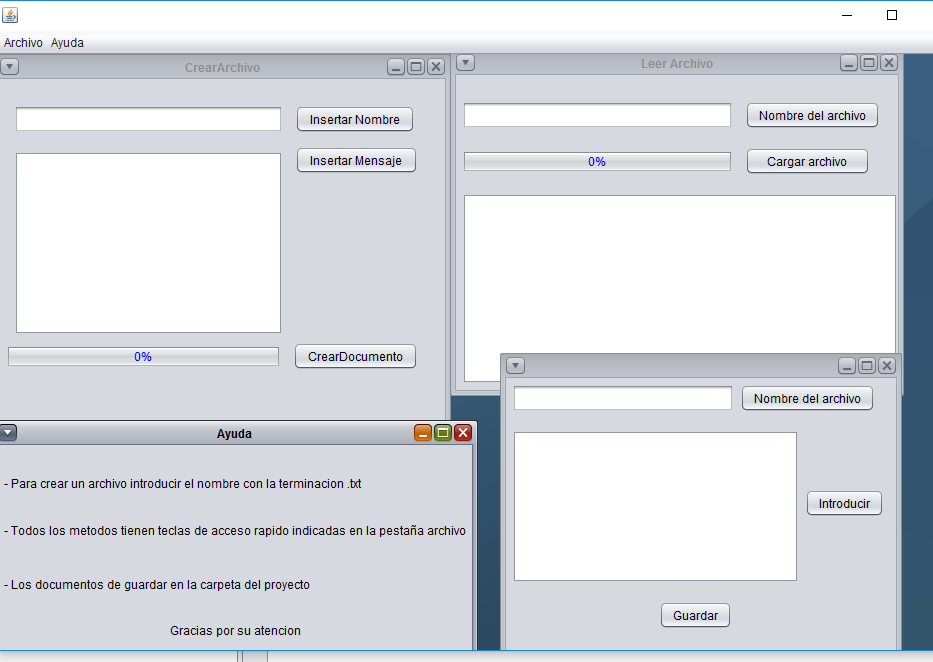 Archivo Ayuda
CrearArchivo
Insertar Nombre
Insertar Mensaje
0%
CrearDocumento
Leer Archivo
Nombre del archivo
0%
Cargar archivo
Nombre del archivo
Introducir
Guardar
Ayuda
- Para crear un archivo introducir el nombre con la terminacion .txt
- Todos los metodos tienen teclas de acceso rapido indicadas en la pestaña archivo
- Los documentos de guardar en la carpeta del proyecto
Gracias por su atencion